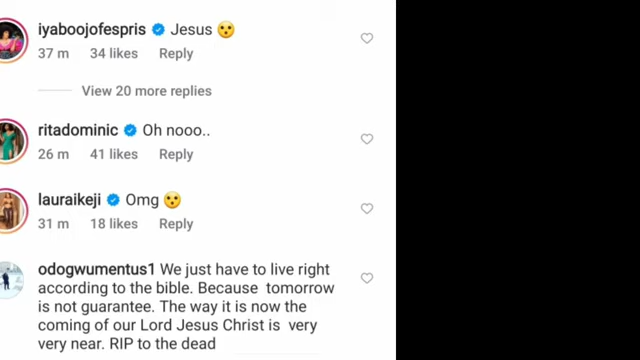 iyaboojofespris Jesus 😯
37 m 34 likes Reply
View 20 more replies
ritadominic Oh nooo..
26 m 41 likes Reply
lauraikeji Omg 😯
31 m 18 likes Reply
odogwumentus1 We just have to live right
according to the bible. Because tomorrow
is not guarantee. The way it is now the
coming of our Lord Jesus Christ is very
very near. RIP to the dead